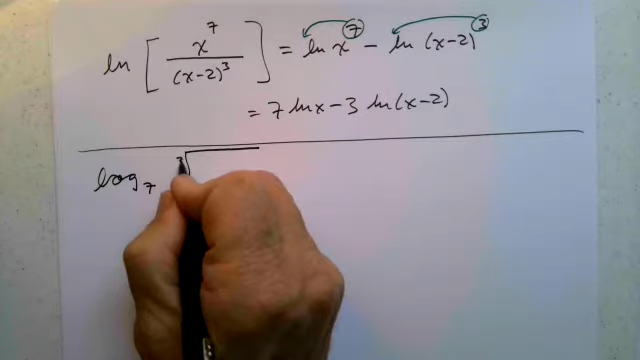 ln [ x^7 / (x-2)^3 ] = ln x^7 - ln (x-2)^3
= 7 ln x - 3 ln(x-2)
log_7 ∛